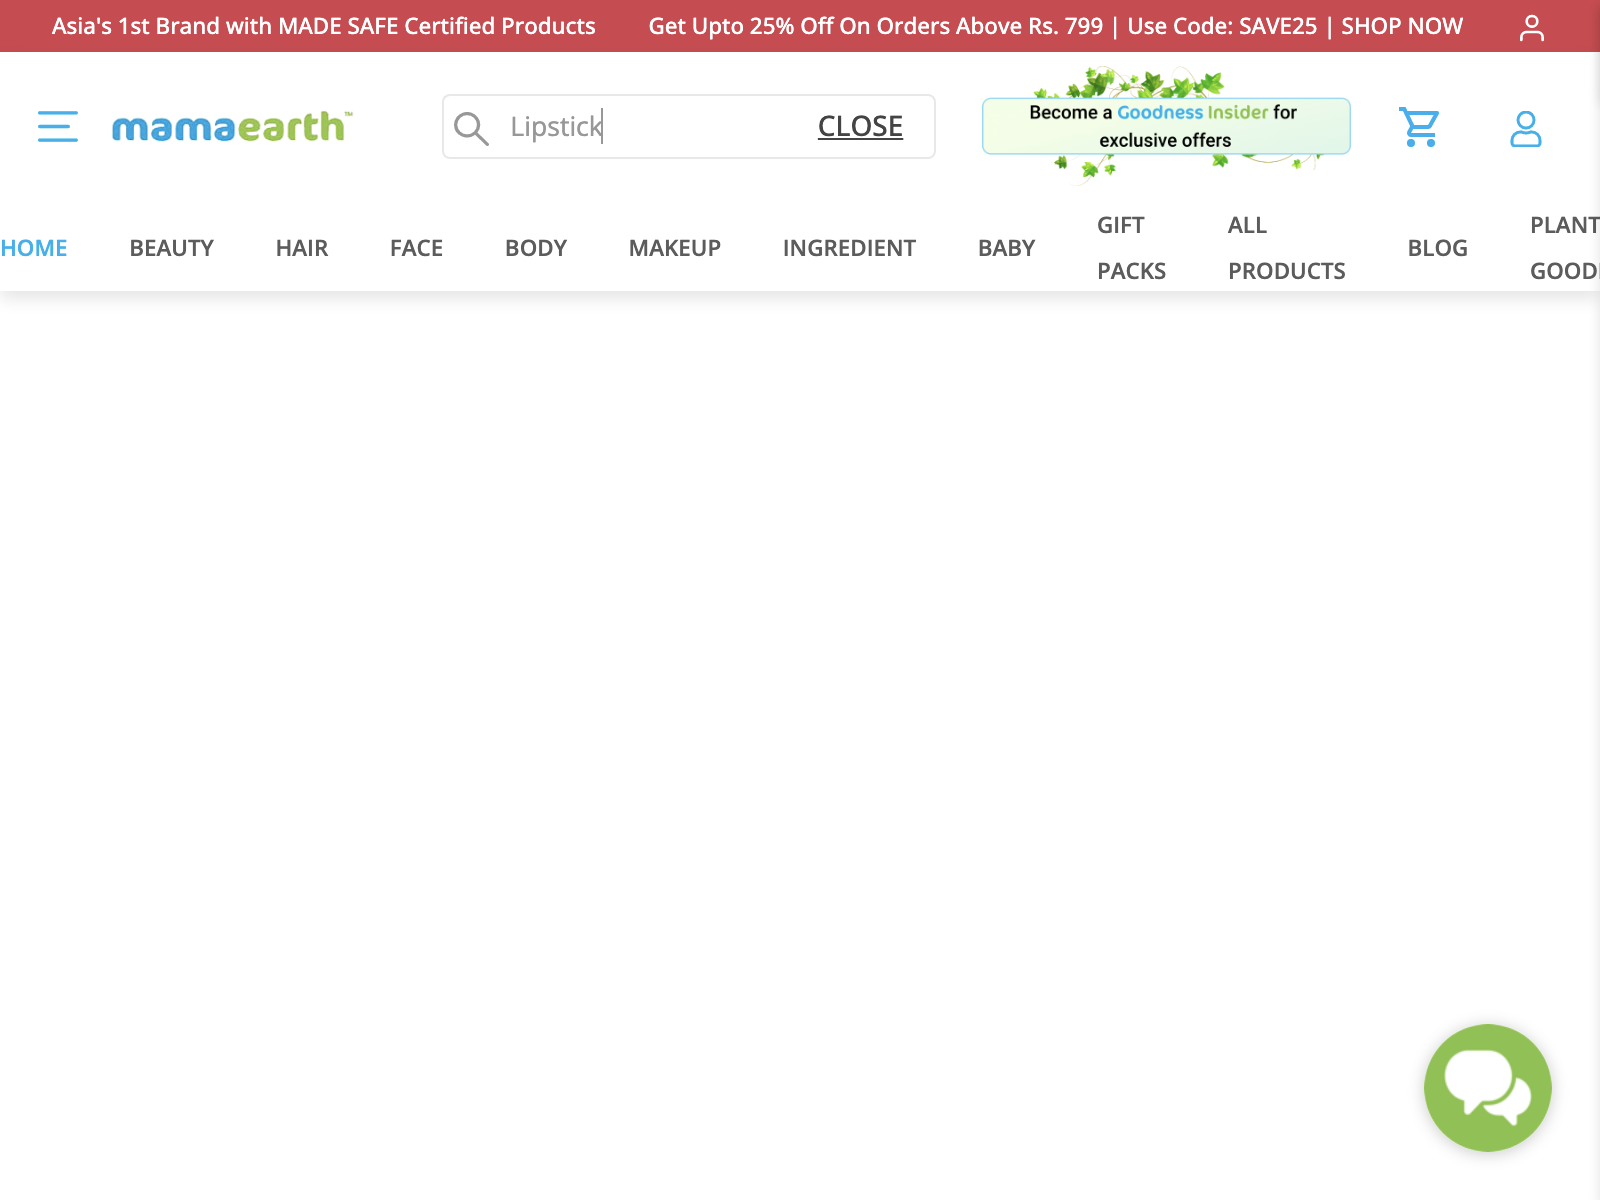 Asia's 1st Brand with MADE SAFE Certified Products
Get Upto 25% Off On Orders Above Rs. 799 | Use Code: SAVE25 | SHOP NOW
mamaearth™
Lipstick
CLOSE
Become a Goodness Insider for
exclusive offers
HOME
BEAUTY
HAIR
FACE
BODY
MAKEUP
INGREDIENT
BABY
GIFT
PACKS
ALL
PRODUCTS
BLOG
PLANT
GOOD